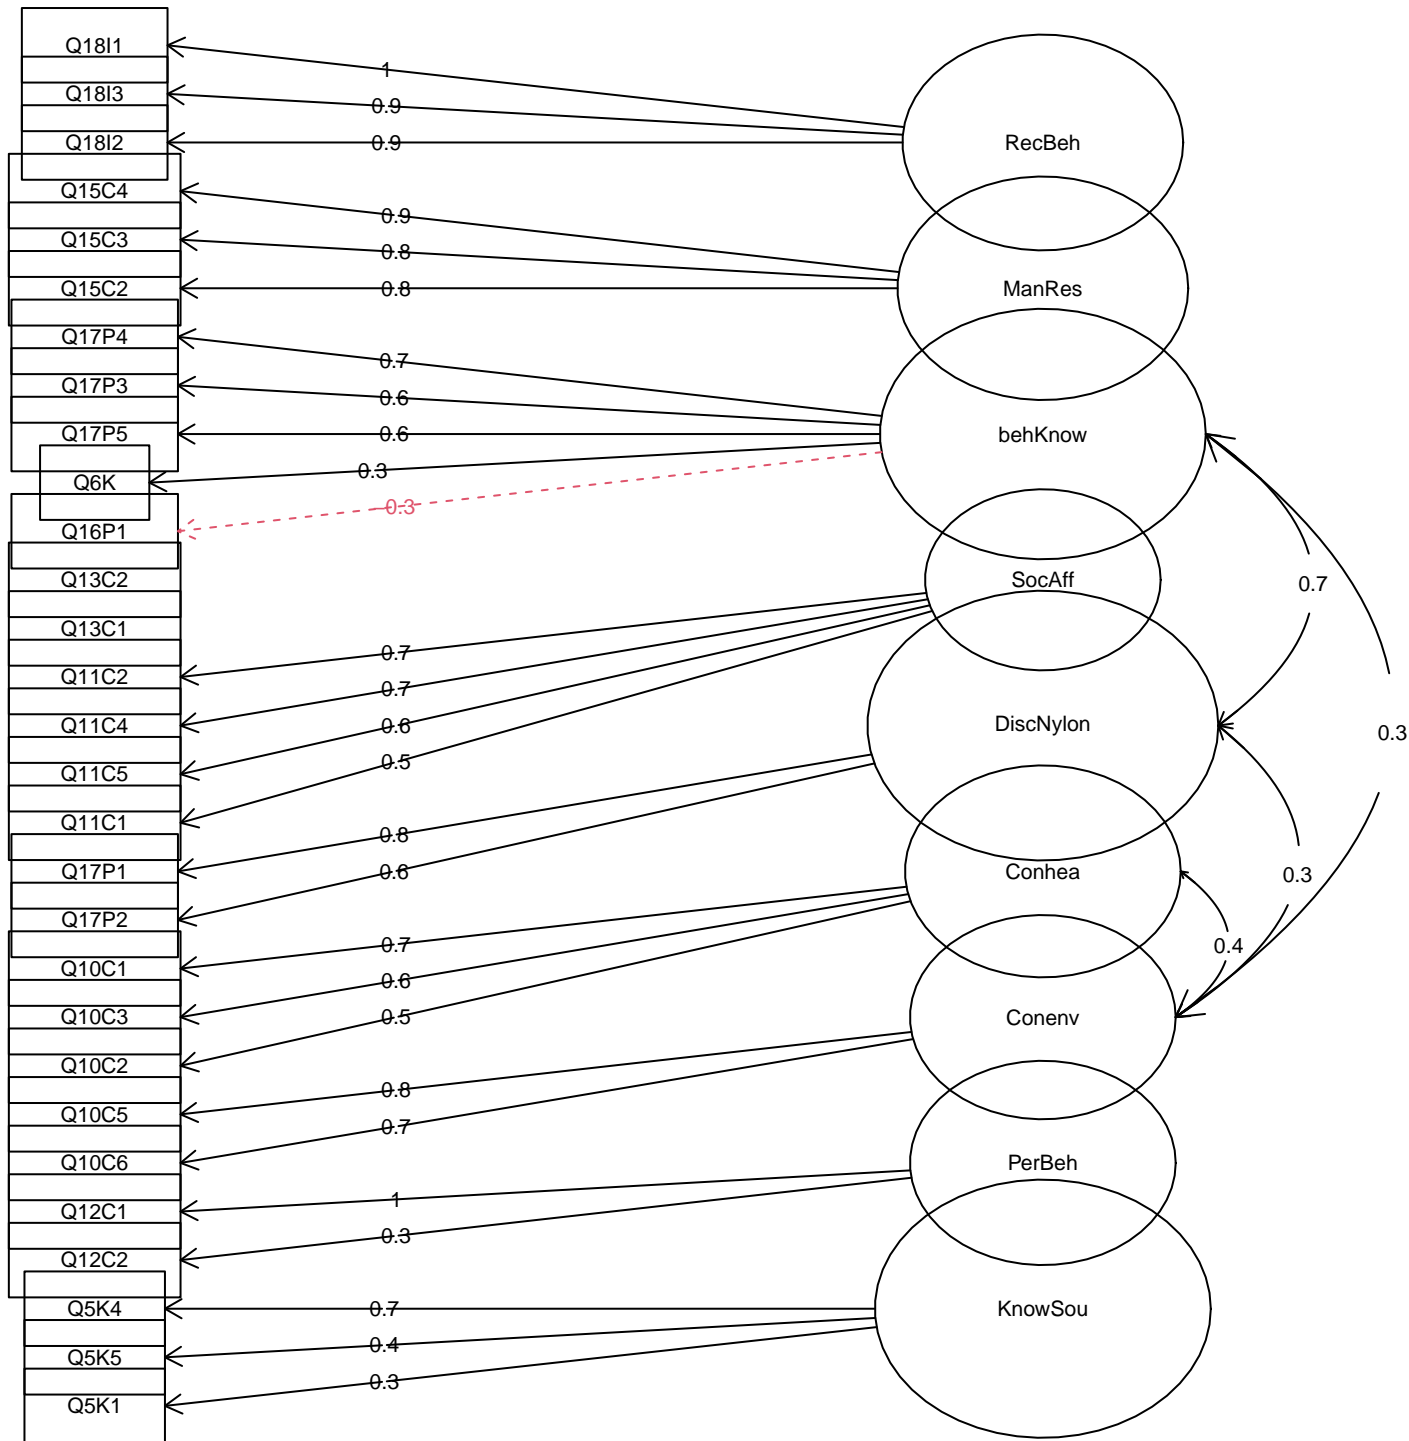 Q18I1
1
Q18I3
0.9
Q18I2
0.9
RecBeh
Q15C4
0.9
Q15C3
0.8
Q15C2
0.8
ManRes
Q17P4
0.7
Q17P3
0.6
Q17P5
0.6
behKnow
Q6K
0.3
Q16P1
-0.3
Q13C2
SocAff
0.7
Q13C1
0.7
Q11C2
0.7
Q11C4
0.6
DiscNylon
0.3
Q11C5
0.5
Q11C1
0.8
Q17P1
0.6
Conhea
0.3
Q17P2
0.7
0.4
Q10C1
0.6
Q10C3
0.5
Conenv
Q10C2
0.8
Q10C5
0.7
Q10C6
PerBeh
1
Q12C1
0.3
Q12C2
Q5K4
0.7
KnowSou
0.4
Q5K5
0.3
Q5K1